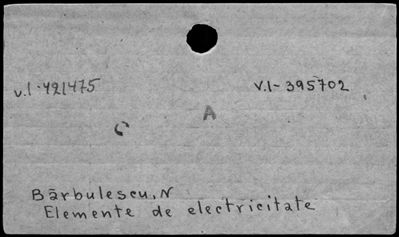 v.I-421475
V.I-395702
C
A
Bărbulescu, N
Elemente de electricitate